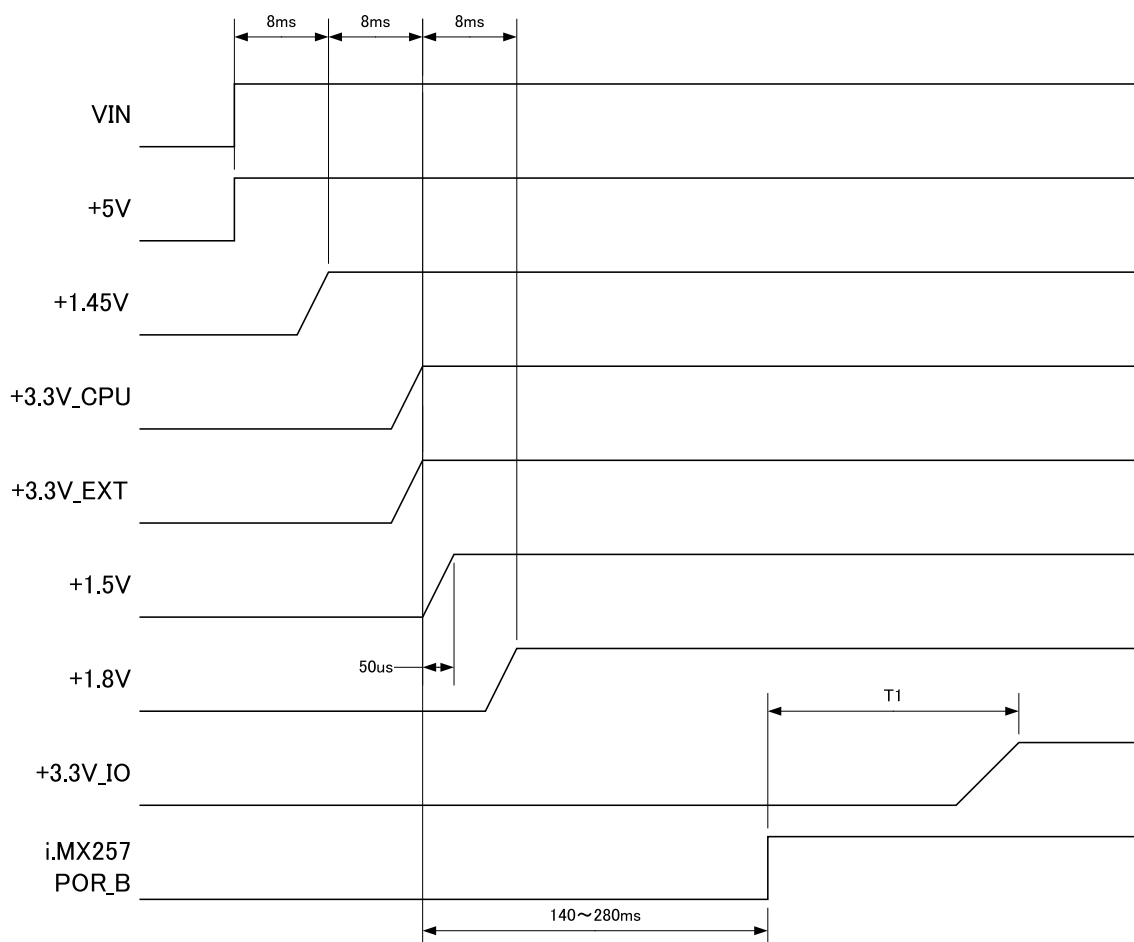 8ms 8ms 8ms
VIN
+5V
+1.45V
+3.3V_CPU
+3.3V_EXT
+1.5V
50us
+1.8V
T1
+3.3V_IO
i.MX257
POR_B
140～280ms